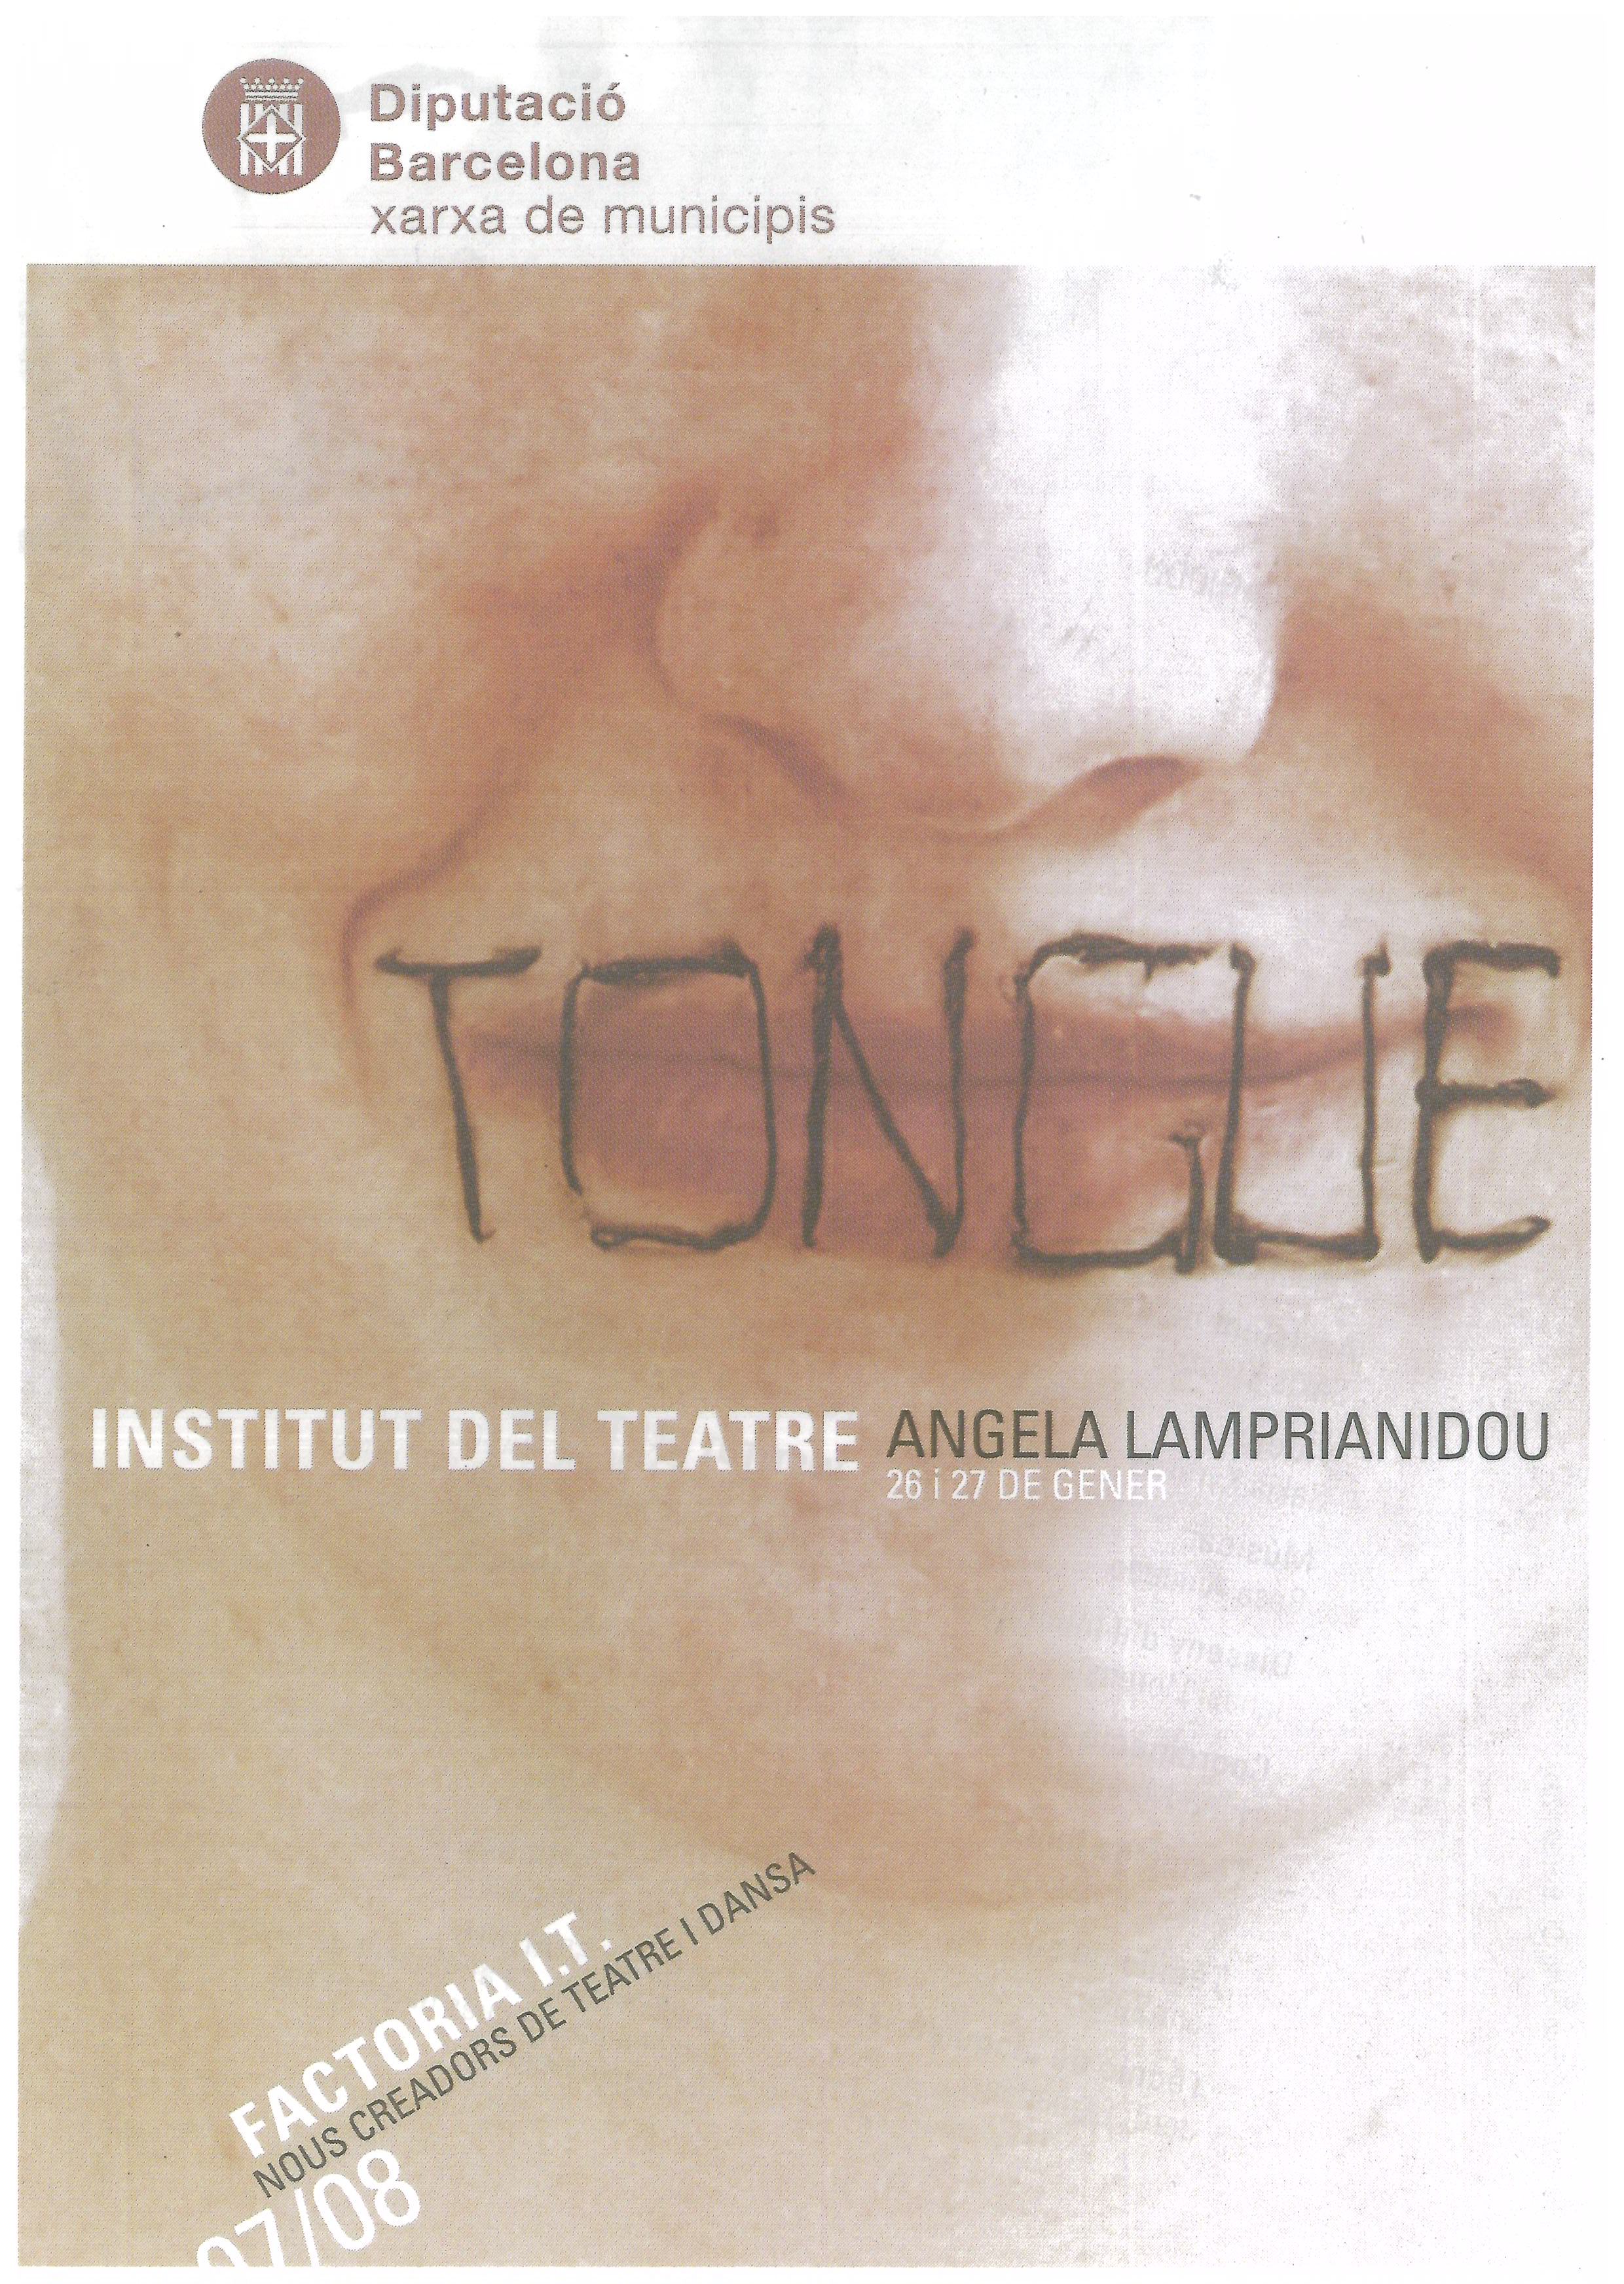 Diputació
Barcelona
xarxa de municipis
TONGUE
INSTITUT DEL TEATRE ANGELA LAMPRIANIDOU
26 i 27 DE GENER
FACTORIA I.T.
NOUS CREADORS DE TEATRE I DANSA
07/08